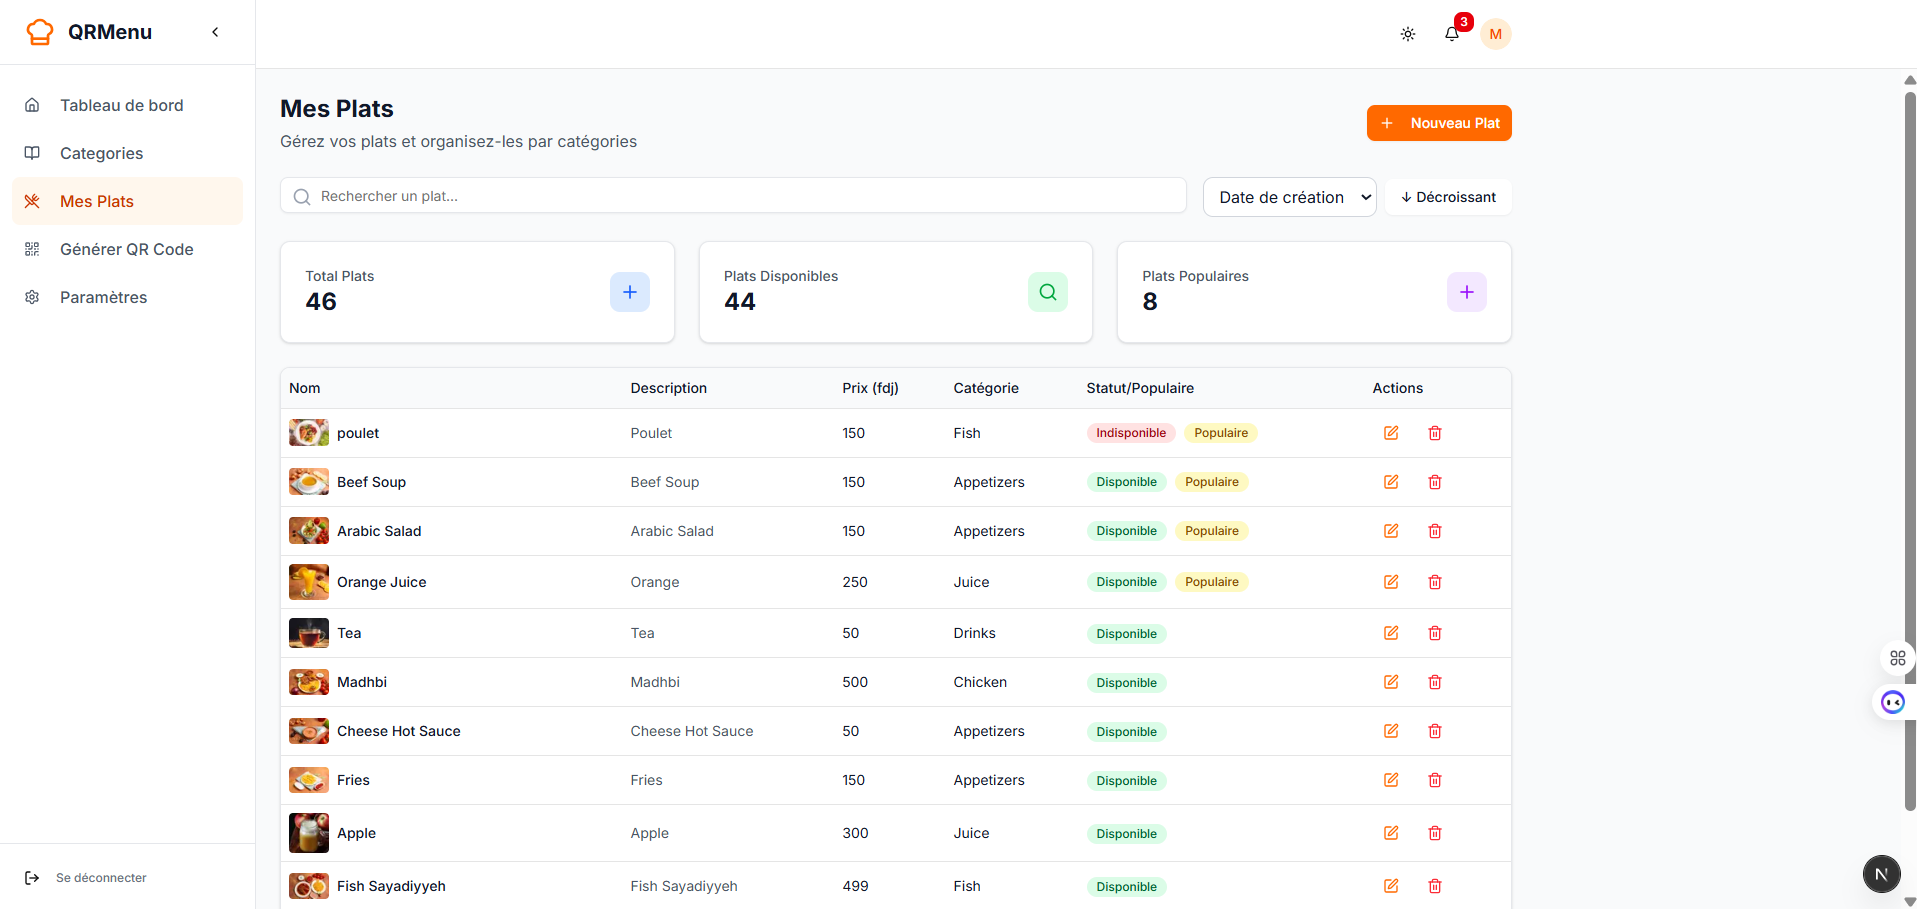 QRMenu
3
M
Tableau de bord
Categories
Mes Plats
Générer QR Code
Paramètres
Se déconnecter
Mes Plats
Gérez vos plats et organisez-les par catégories
+ Nouveau Plat
Rechercher un plat...
Date de création
↓ Décroissant
Total Plats
46
Plats Disponibles
44
Plats Populaires
8
Nom Description Prix (fdj) Catégorie Statut/Populaire Actions
poulet Poulet 150 Fish Indisponible Populaire
Beef Soup Beef Soup 150 Appetizers Disponible Populaire
Arabic Salad Arabic Salad 150 Appetizers Disponible Populaire
Orange Juice Orange 250 Juice Disponible Populaire
Tea Tea 50 Drinks Disponible
Madhbi Madhbi 500 Chicken Disponible
Cheese Hot Sauce Cheese Hot Sauce 50 Appetizers Disponible
Fries Fries 150 Appetizers Disponible
Apple Apple 300 Juice Disponible
Fish Sayadiyyeh Fish Sayadiyyeh 499 Fish Disponible
N